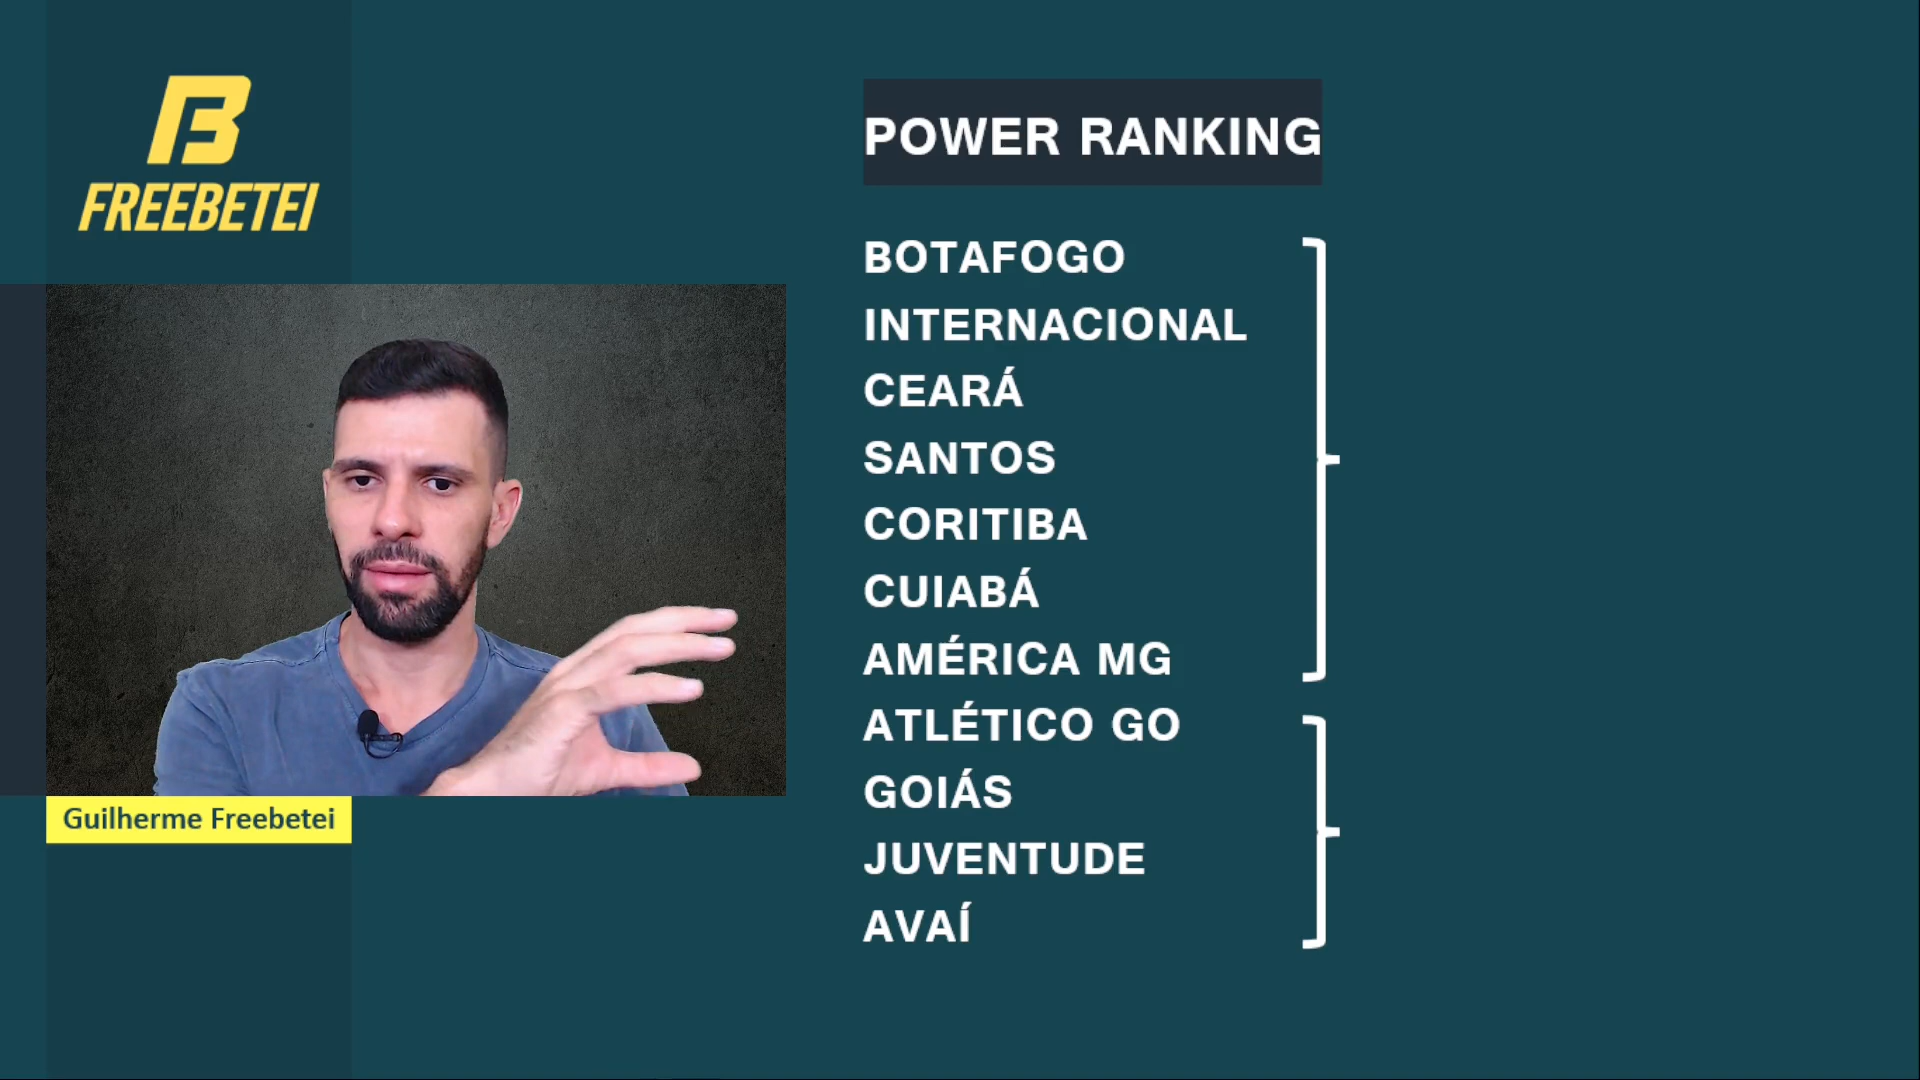 FREEBETEI
Guilherme Freebetei
POWER RANKING
BOTAFOGO
INTERNACIONAL
CEARÁ
SANTOS
CORITIBA
CUIABÁ
AMÉRICA MG
ATLÉTICO GO
GOIÁS
JUVENTUDE
AVAÍ